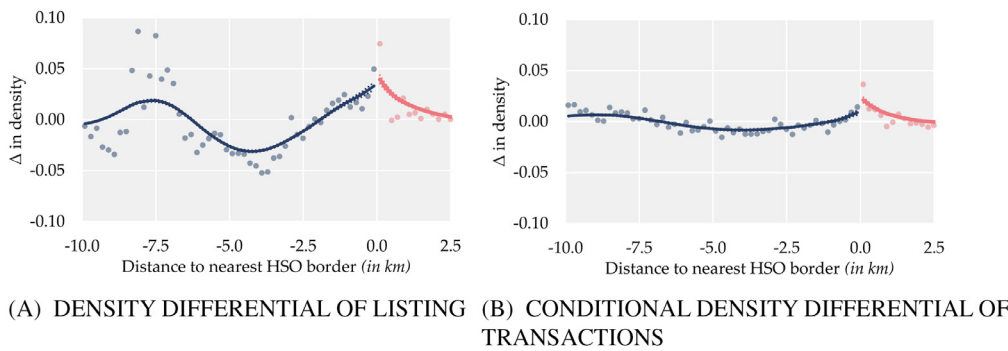 0.10
0.05
0.00
-0.05
-0.10
Δ in density
-10.0 -7.5 -5.0 -2.5 0.0 2.5
Distance to nearest HSO border (in km)
0.10
0.05
0.00
-0.05
-0.10
Δ in density
-10.0 -7.5 -5.0 -2.5 0.0 2.5
Distance to nearest HSO border (in km)
(A) DENSITY DIFFERENTIAL OF LISTING
(B) CONDITIONAL DENSITY DIFFERENTIAL OF
TRANSACTIONS